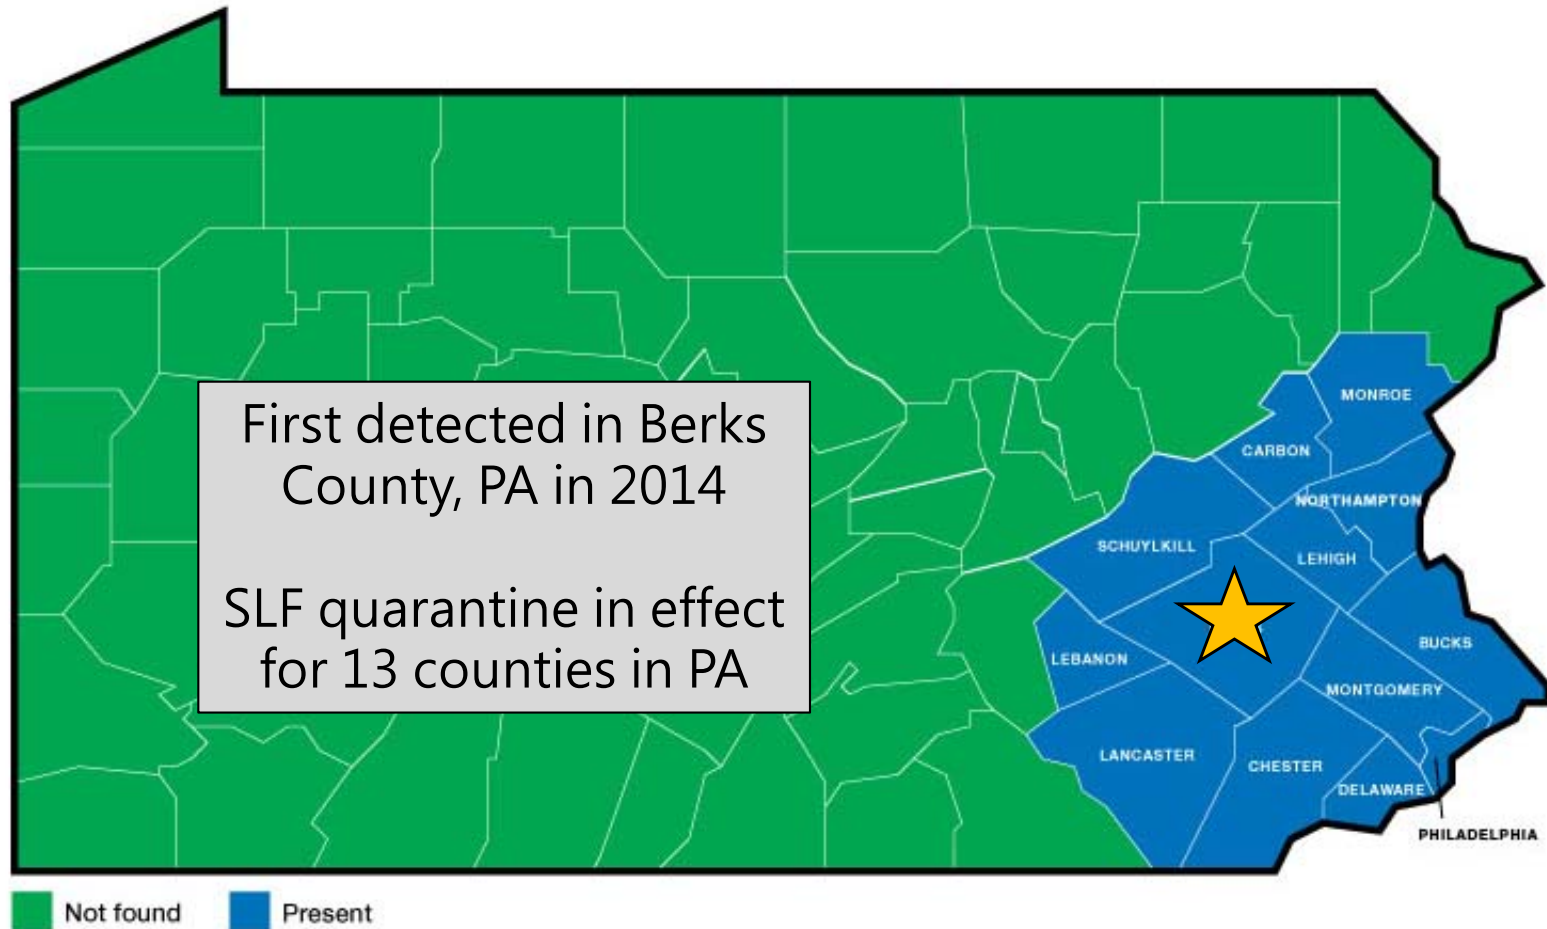 First detected in Berks
County, PA in 2014
SLF quarantine in effect
for 13 counties in PA
MONROE
CARBON
NORTHAMPTON
SCHUYLKILL
LEHIGH
BUCKS
LEBANON
MONTGOMERY
LANCASTER
CHESTER
DELAWARE
PHILADELPHIA
Not found
Present